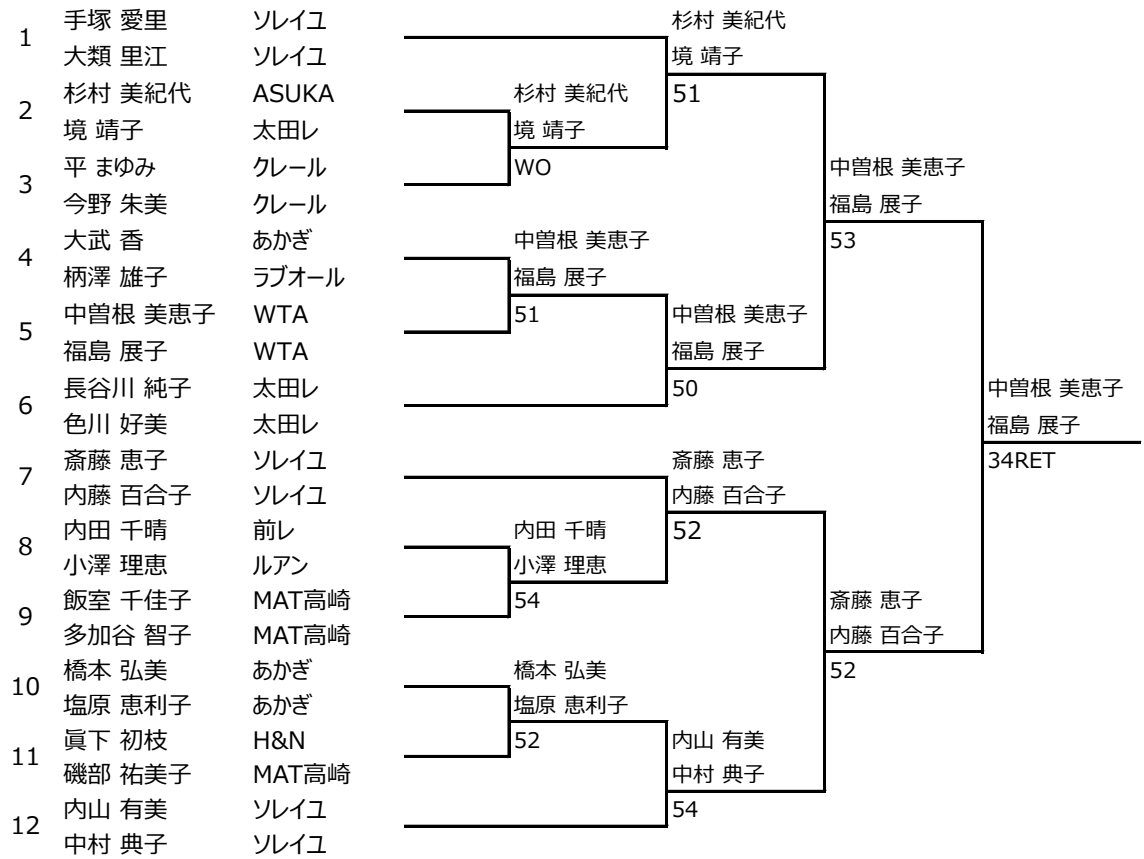 手塚 愛里 ソレイユ 杉村 美紀代
1
大類 里江 ソレイユ 境 靖子
杉村 美紀代 ASUKA 杉村 美紀代 51
2
境 靖子 太田レ 境 靖子
平 まゆみ クレール WO 中曽根 美恵子
3
今野 朱美 クレール 福島 展子
大武 香 あかぎ 中曽根 美恵子 53
4
柄澤 雄子 ラブオール 福島 展子
中曽根 美恵子 WTA 51 中曽根 美恵子
5
福島 展子 WTA 福島 展子
長谷川 純子 太田レ 50 中曽根 美恵子
6
色川 好美 太田レ 福島 展子
斎藤 恵子 ソレイユ 斎藤 恵子 34RET
7
内藤 百合子 ソレイユ 内藤 百合子
内田 千晴 前レ 内田 千晴 52
8
小澤 理恵 ルアン 小澤 理恵
飯室 千佳子 MAT高崎 54 斎藤 恵子
9
多加谷 智子 MAT高崎 内藤 百合子
橋本 弘美 あかぎ 橋本 弘美 52
10
塩原 恵利子 あかぎ 塩原 恵利子
眞下 初枝 H&N 52 内山 有美
11
磯部 祐美子 MAT高崎 中村 典子
内山 有美 ソレイユ 54
12
中村 典子 ソレイユ